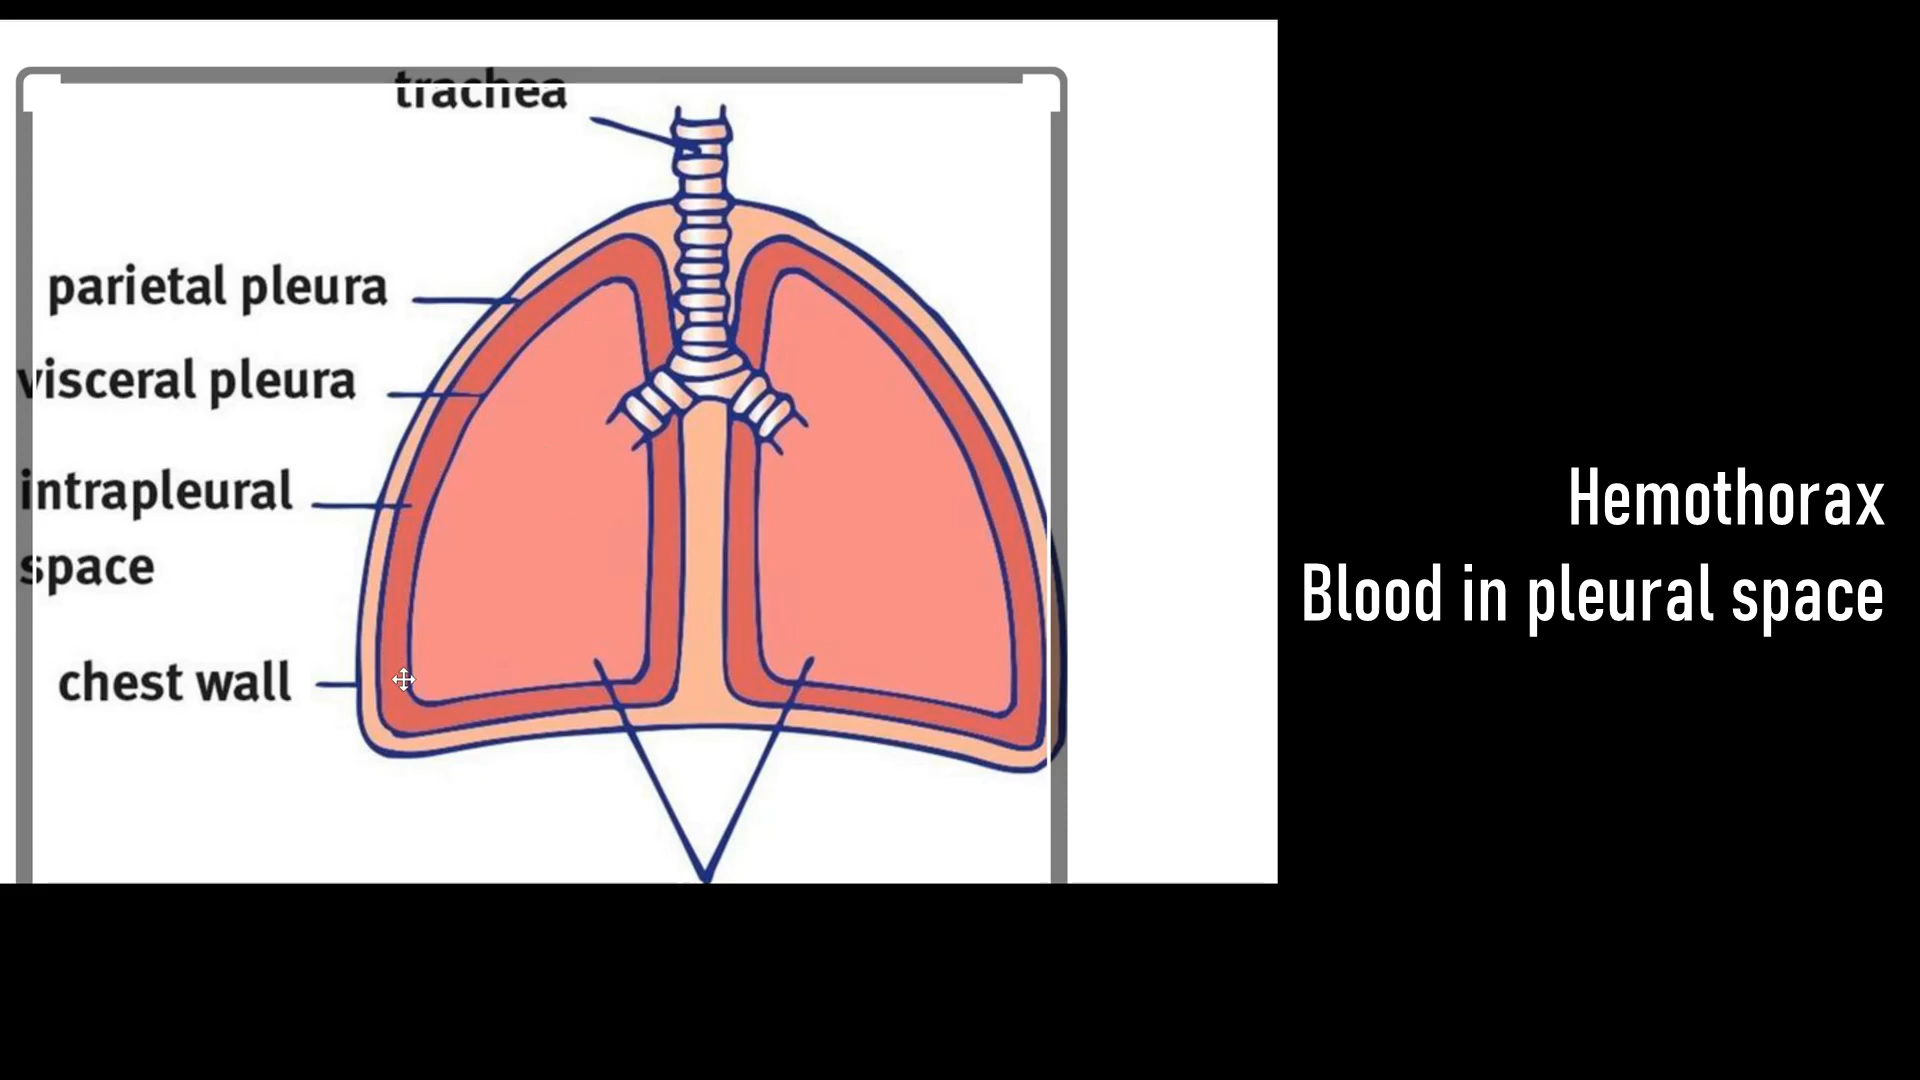 trachea
parietal pleura
visceral pleura
intrapleural
space
chest wall
Hemothorax
Blood in pleural space